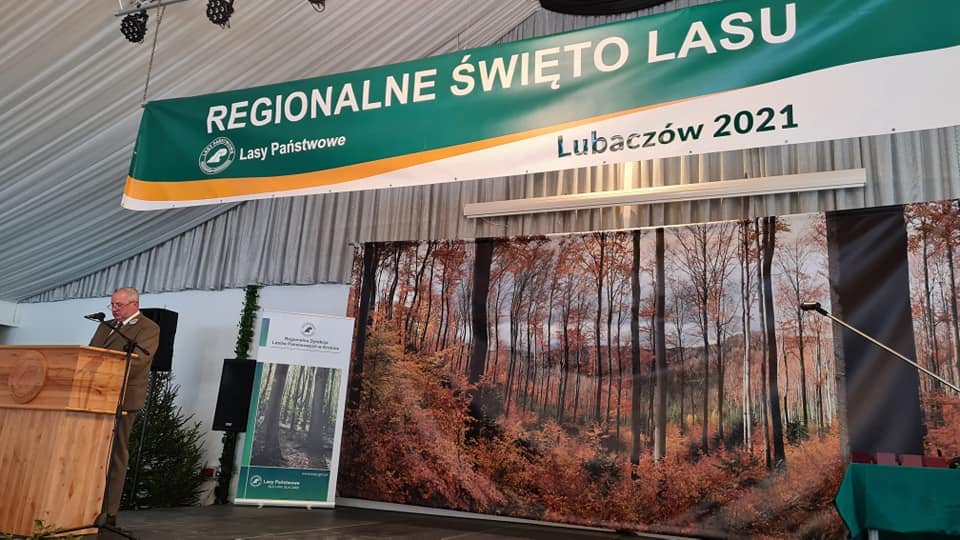 REGIONALNE ŚWIĘTO LASU
Lasy Państwowe
Lubaczów 2021
Regionalna Dyrekcja
Lasów Państwowych w Krośnie
Lasy Państwowe